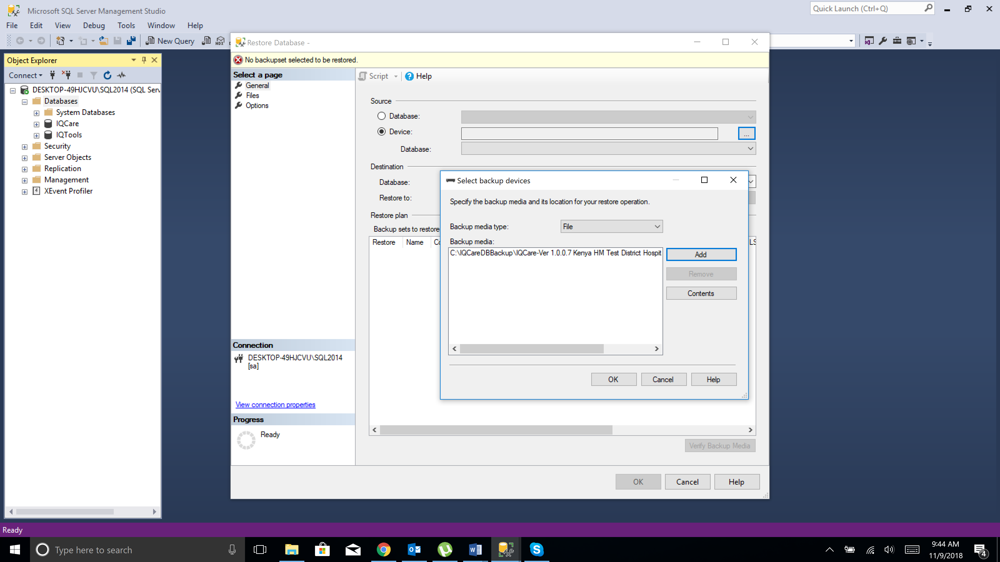 Microsoft SQL Server Management Studio
Quick Launch (Ctrl+Q)
File Edit View Debug Tools Window Help
New Query
MDX
Object Explorer
Connect
DESKTOP-49HJCVU\SQL2014 (SQL Serv
Databases
System Databases
IQCare
IQTools
Security
Server Objects
Replication
Management
XEvent Profiler
Restore Database -
No backupset selected to be restored.
Select a page
General
Files
Options
Connection
DESKTOP-49HJCVU\SQL2014
[sa]
View connection properties
Progress
Ready
Script Help
Source
Database:
Device:
...
Database:
Destination
Database:
Restore to:
Restore plan
Backup sets to restore
Restore Name Co LS
Select backup devices
Specify the backup media and its location for your restore operation.
Backup media type: File
Backup media:
C:\IQCareDBBackup\IQCare-Ver 1.0.0.7 Kenya HM Test District Hospit
Add
Remove
Contents
OK Cancel Help
Verify Backup Media
OK Cancel Help
Ready
Type here to search
9:44 AM
11/9/2018
4